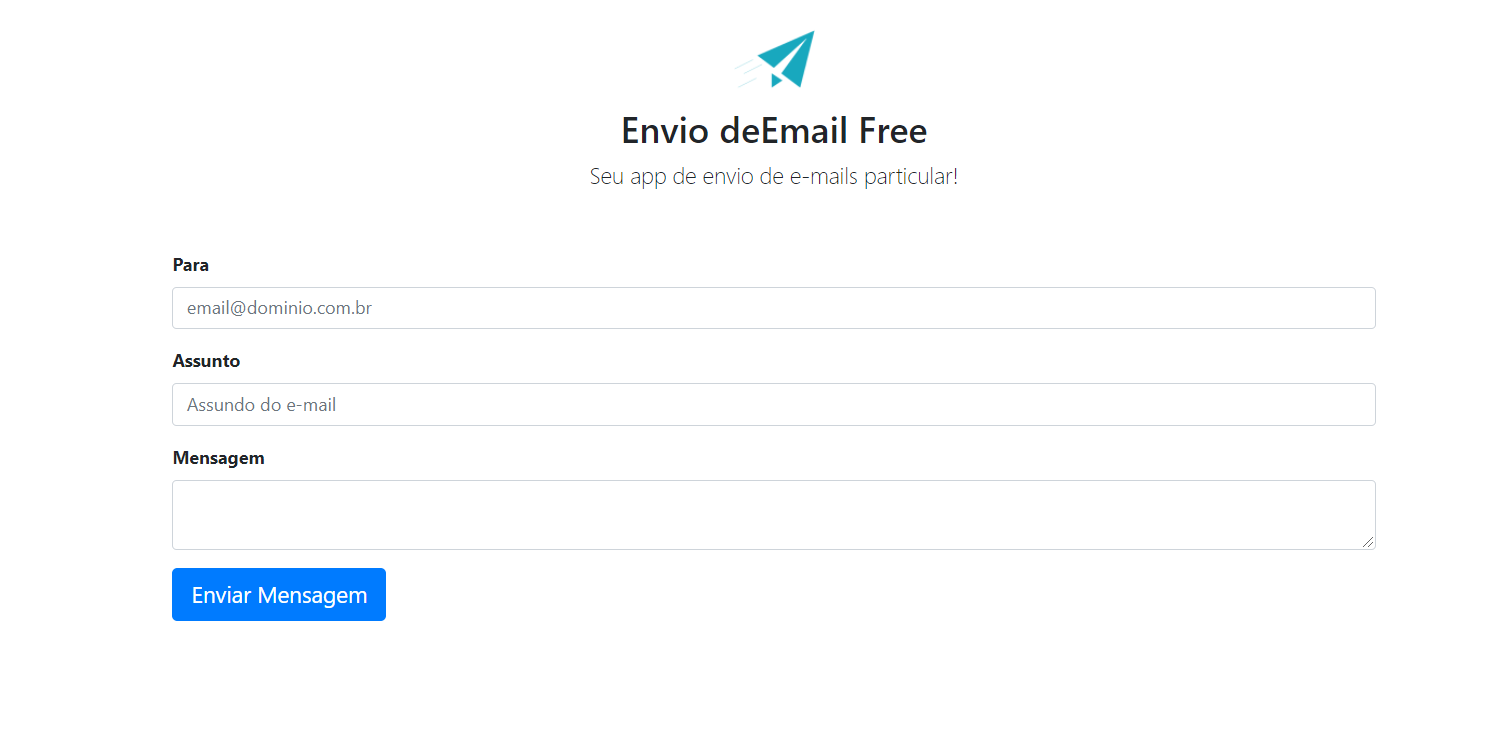 Envio deEmail Free
Seu app de envio de e-mails particular!
Para
email@dominio.com.br
Assunto
Assundo do e-mail
Mensagem
Enviar Mensagem